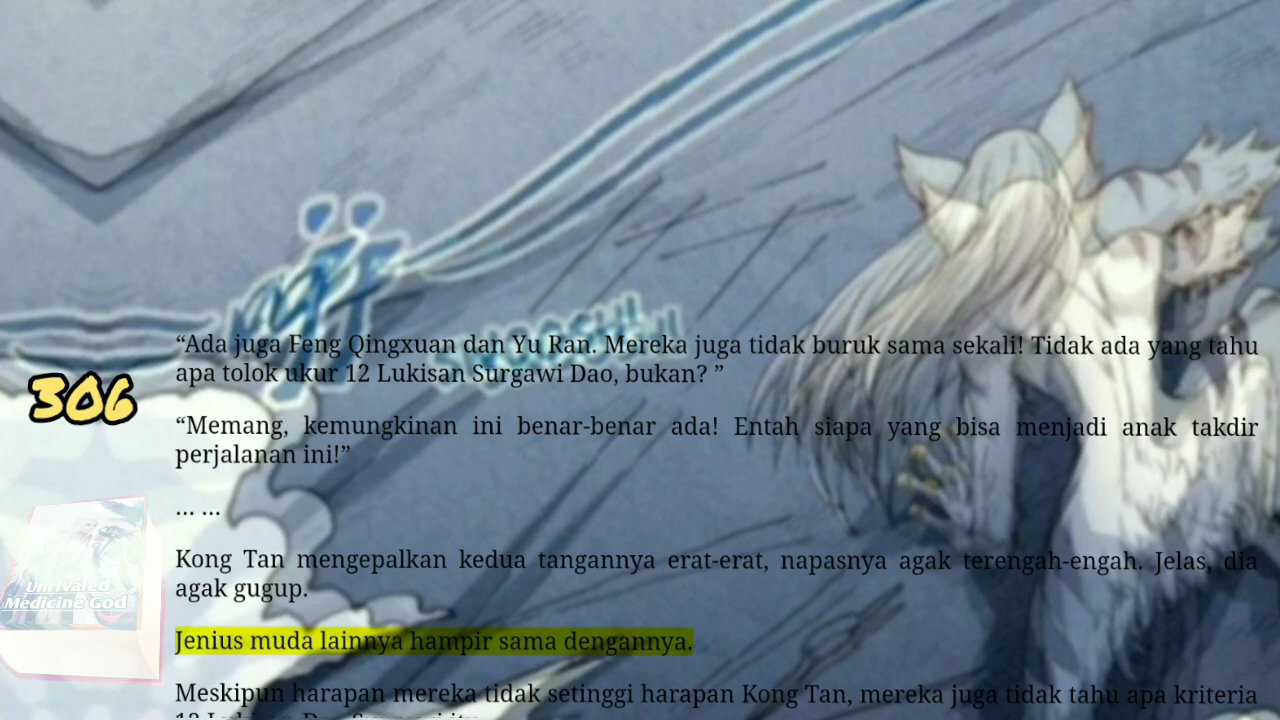 “Ada juga Feng Qingxuan dan Yu Ran. Mereka juga tidak buruk sama sekali! Tidak ada yang tahu
apa tolok ukur 12 Lukisan Surgawi Dao, bukan? ”
“Memang, kemungkinan ini benar-benar ada! Entah siapa yang bisa menjadi anak takdir
perjalanan ini!”
306
... ...
Kong Tan mengepalkan kedua tangannya erat-erat, napasnya agak terengah-engah. Jelas, dia
agak gugup.
Unrivaled
Medicine God
Jenius muda lainnya hampir sama dengannya.
Meskipun harapan mereka tidak setinggi harapan Kong Tan, mereka juga tidak tahu apa kriteria